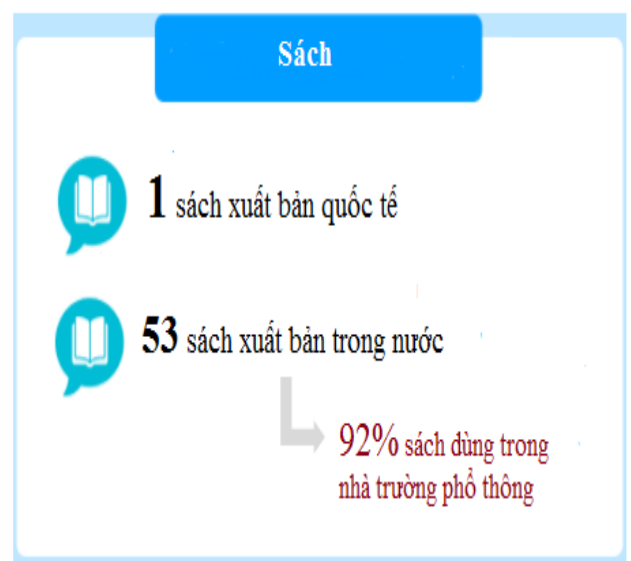 Sách
1 sách xuất bản quốc tế
53 sách xuất bản trong nước
92% sách dùng trong
nhà trường phổ thông